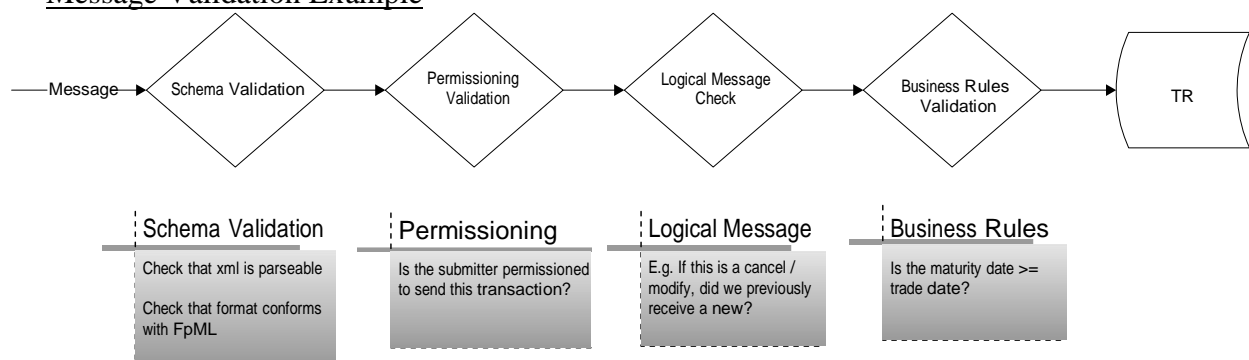 Message Validation Example
Message
Schema Validation
Permissioning
Validation
Logical Message
Check
Business Rules
Validation
TR
Schema Validation
Check that xml is parseable
Check that format conforms
with FpML
Permissioning
Is the submitter permissioned
to send this transaction?
Logical Message
E.g. If this is a cancel /
modify, did we previously
receive a new?
Business Rules
Is the maturity date >=
trade date?